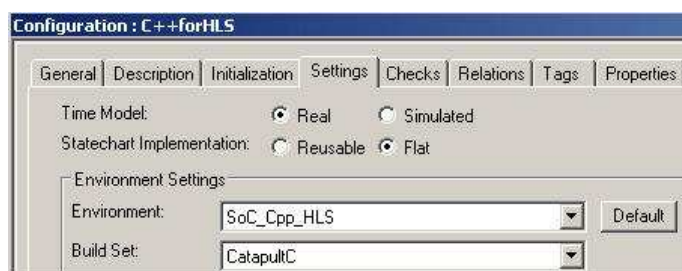 Configuration : C++forHLS
General Description Initialization Settings Checks Relations Tags Properties
Time Model: Real Simulated
Statechart Implementation: Reusable Flat
Environment Settings
Environment: SoC_Cpp_HLS Default
Build Set: CatapultC